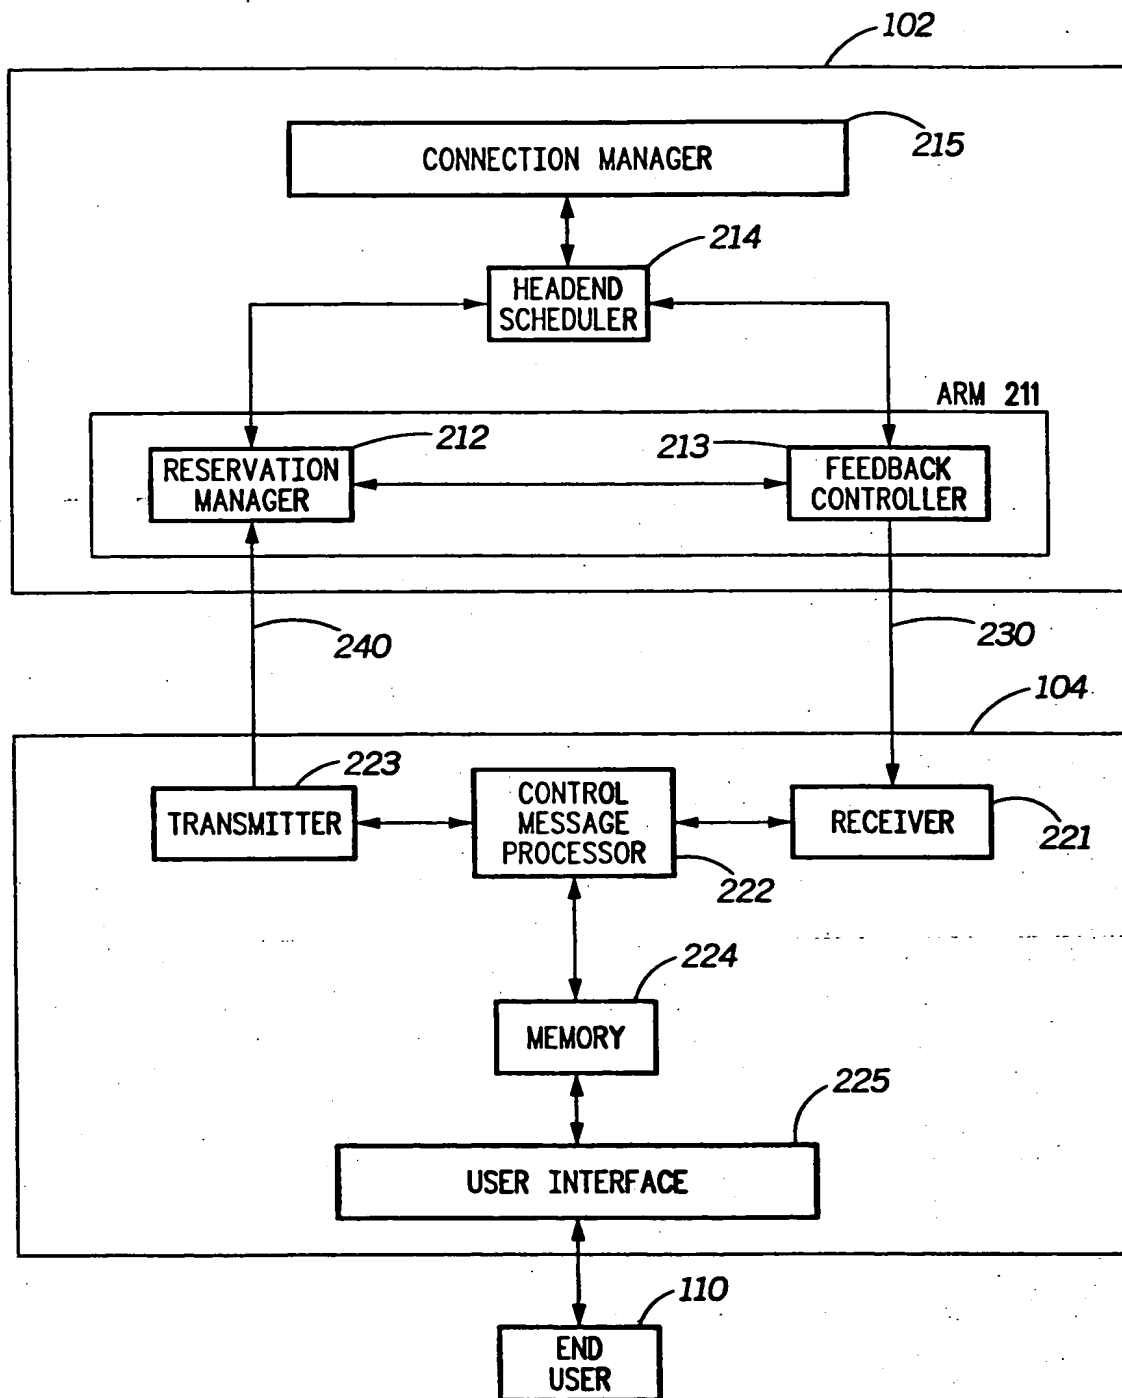 102
CONNECTION MANAGER
215
214
HEADEND
SCHEDULER
ARM 211
212
213
RESERVATION
MANAGER
FEEDBACK
CONTROLLER
240
230
104
223
TRANSMITTER
CONTROL
MESSAGE
PROCESSOR
222
RECEIVER
221
224
MEMORY
225
USER INTERFACE
110
END
USER